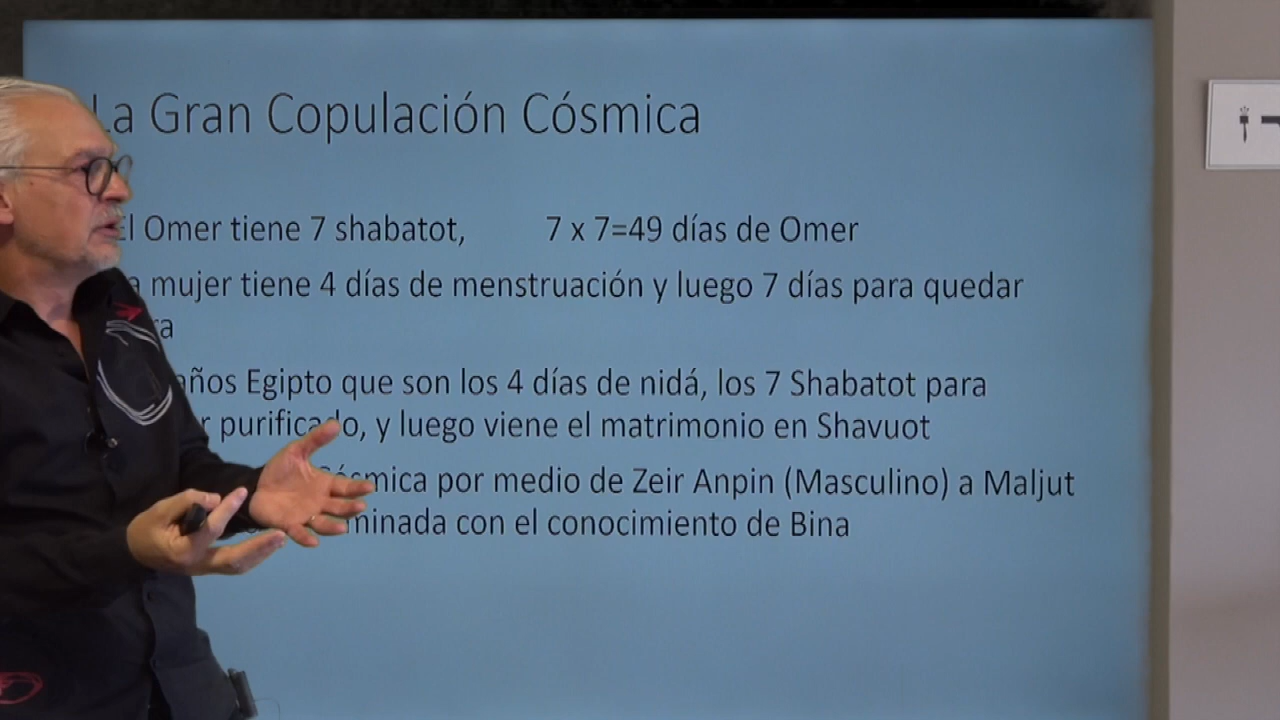 La Gran Copulación Cósmica
El Omer tiene 7 shabatot, 7 x 7=49 días de Omer
mujer tiene 4 días de menstruación y luego 7 días para quedar
años Egipto que son los 4 días de nidá, los 7 Shabatot para
purificado, y luego viene el matrimonio en Shavuot
por medio de Zeir Anpin (Masculino) a Maljut
con el conocimiento de Bina